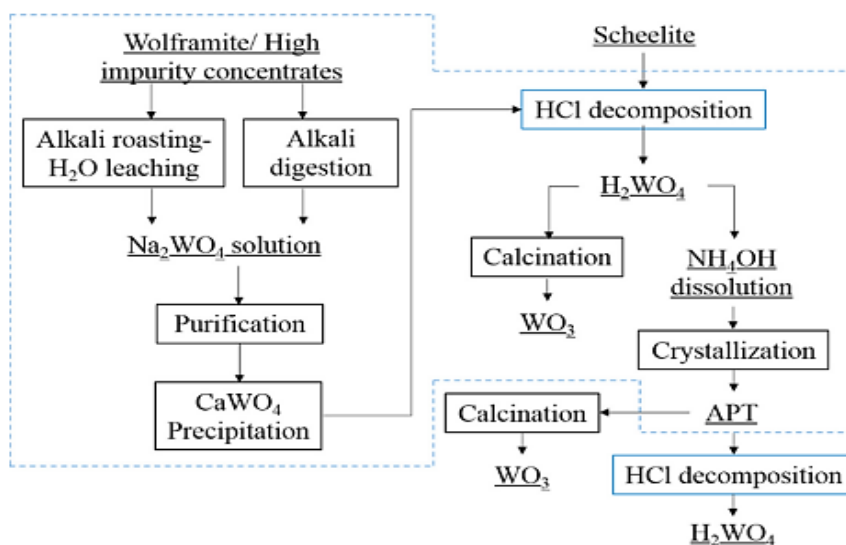 Wolframite/ High
impurity concentrates
Scheelite
Alkali roasting-
H₂O leaching
Alkali
digestion
HCl decomposition
Na₂WO₄ solution
H₂WO₄
Purification
Calcination
NH₄OH
dissolution
WO₃
Crystallization
CaWO₄
Precipitation
Calcination
APT
WO₃
HCl decomposition
H₂WO₄